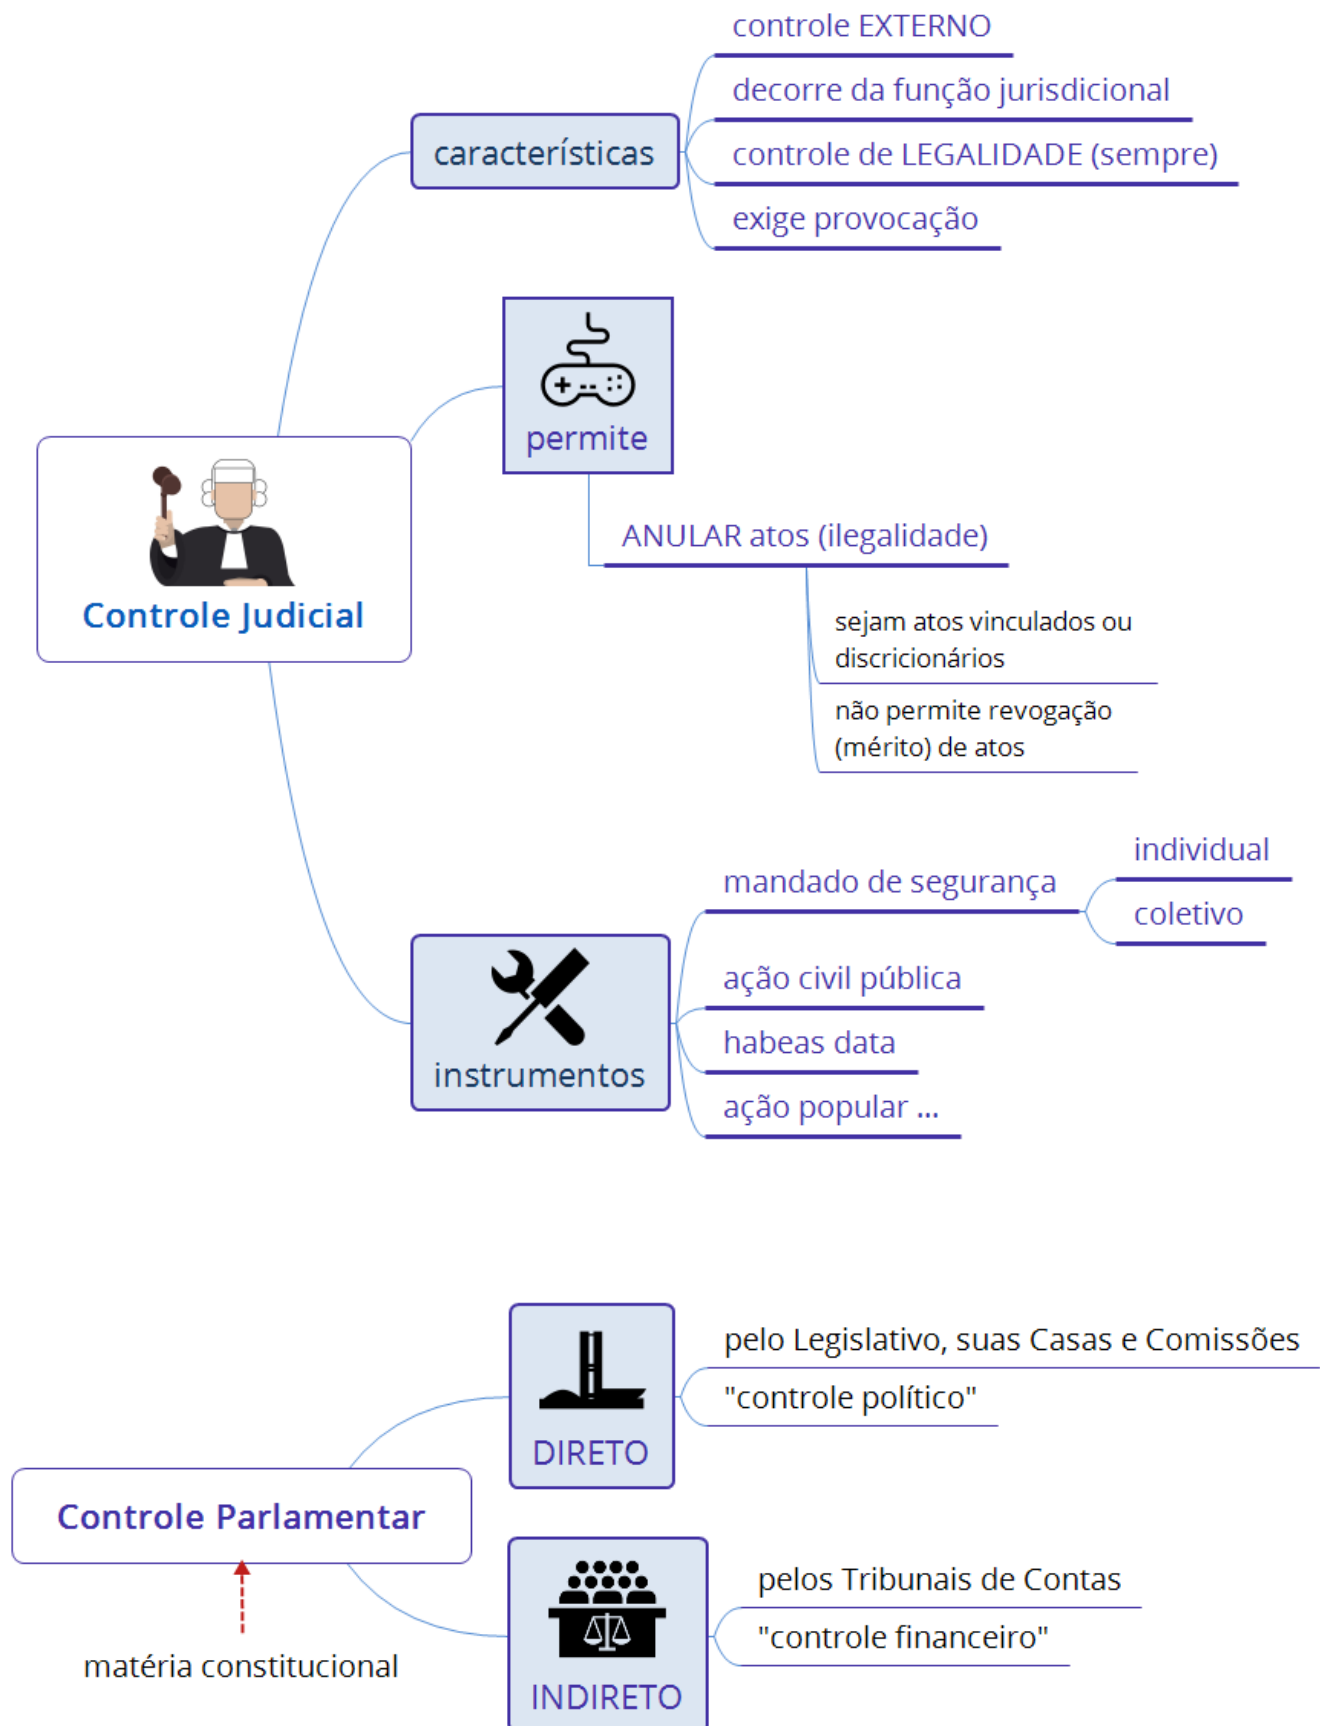 controle EXTERNO
decorre da função jurisdicional
características
controle de LEGALIDADE (sempre)
exige provocação
permite
ANULAR atos (ilegalidade)
Controle Judicial
sejam atos vinculados ou
discricionários
não permite revogação
(mérito) de atos
individual
mandado de segurança
coletivo
ação civil pública
habeas data
instrumentos
ação popular ...
pelo Legislativo, suas Casas e Comissões
"controle político"
DIRETO
Controle Parlamentar
pelos Tribunais de Contas
"controle financeiro"
matéria constitucional
INDIRETO